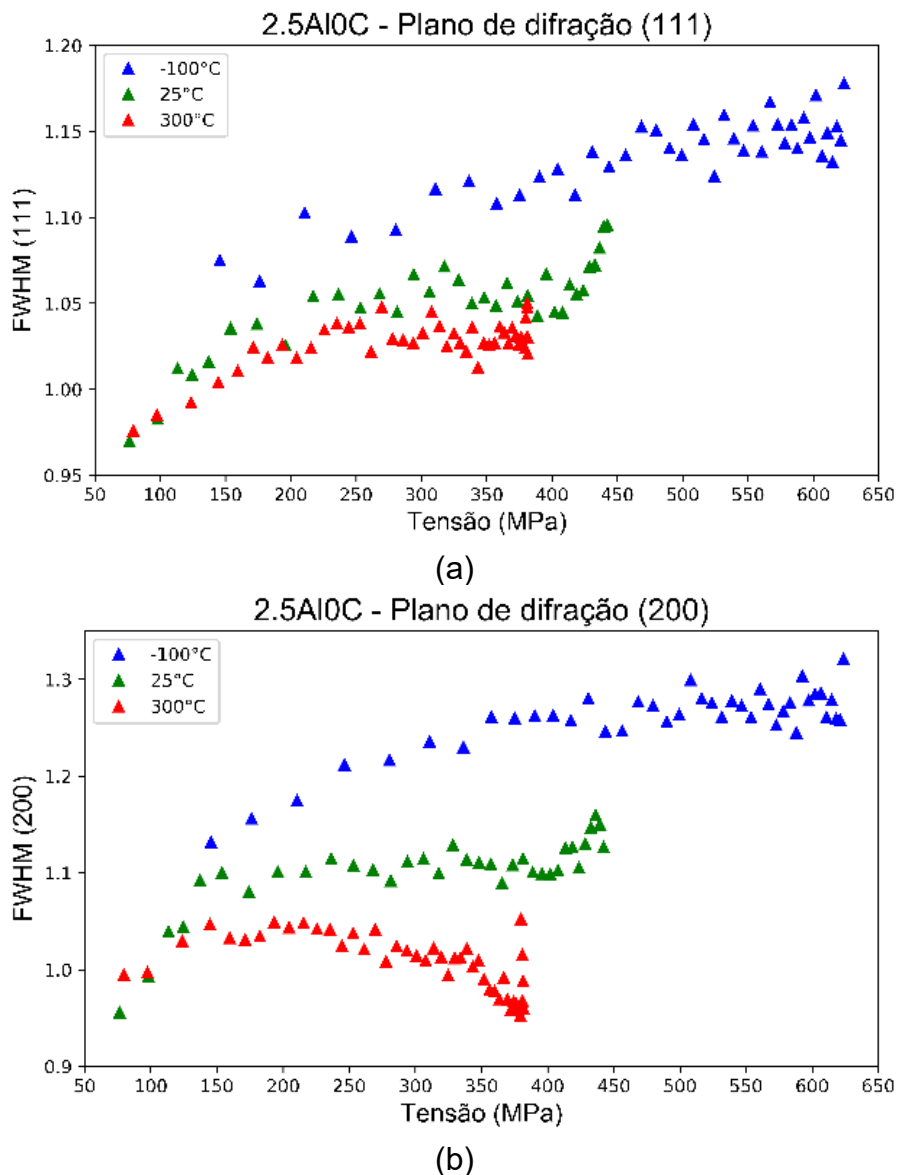 2.5Al0C - Plano de difração (111)
1.20
1.15
1.10
1.05
1.00
0.95
FWHM (111)
-100°C
25°C
300°C
50 100 150 200 250 300 350 400 450 500 550 600 650
Tensão (MPa)
(a)
2.5Al0C - Plano de difração (200)
1.3
1.2
1.1
1.0
0.9
FWHM (200)
-100°C
25°C
300°C
50 100 150 200 250 300 350 400 450 500 550 600 650
Tensão (MPa)
(b)